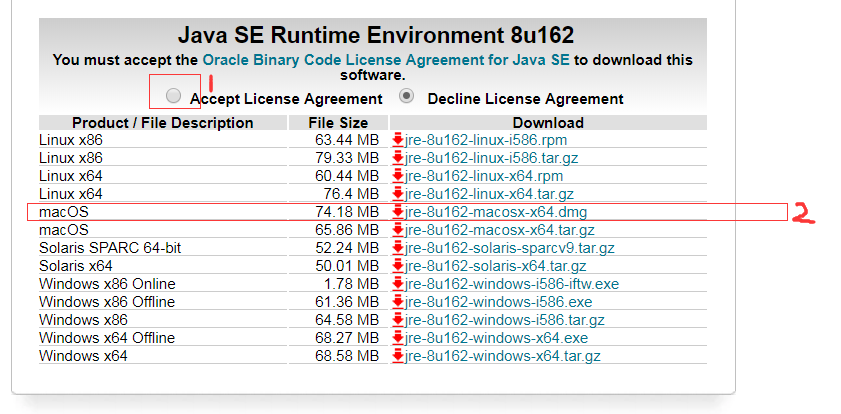 Java SE Runtime Environment 8u162
You must accept the Oracle Binary Code License Agreement for Java SE to download this
software.
1
Accept License Agreement Decline License Agreement
Product / File Description File Size Download
Linux x86 63.44 MB jre-8u162-linux-i586.rpm
Linux x86 79.33 MB jre-8u162-linux-i586.tar.gz
Linux x64 60.44 MB jre-8u162-linux-x64.rpm
Linux x64 76.4 MB jre-8u162-linux-x64.tar.gz
macOS 74.18 MB jre-8u162-macosx-x64.dmg 2
macOS 65.86 MB jre-8u162-macosx-x64.tar.gz
Solaris SPARC 64-bit 52.24 MB jre-8u162-solaris-sparcv9.tar.gz
Solaris x64 50.01 MB jre-8u162-solaris-x64.tar.gz
Windows x86 Online 1.78 MB jre-8u162-windows-i586-iftw.exe
Windows x86 Offline 61.36 MB jre-8u162-windows-i586.exe
Windows x86 64.58 MB jre-8u162-windows-i586.tar.gz
Windows x64 Offline 68.27 MB jre-8u162-windows-x64.exe
Windows x64 68.58 MB jre-8u162-windows-x64.tar.gz